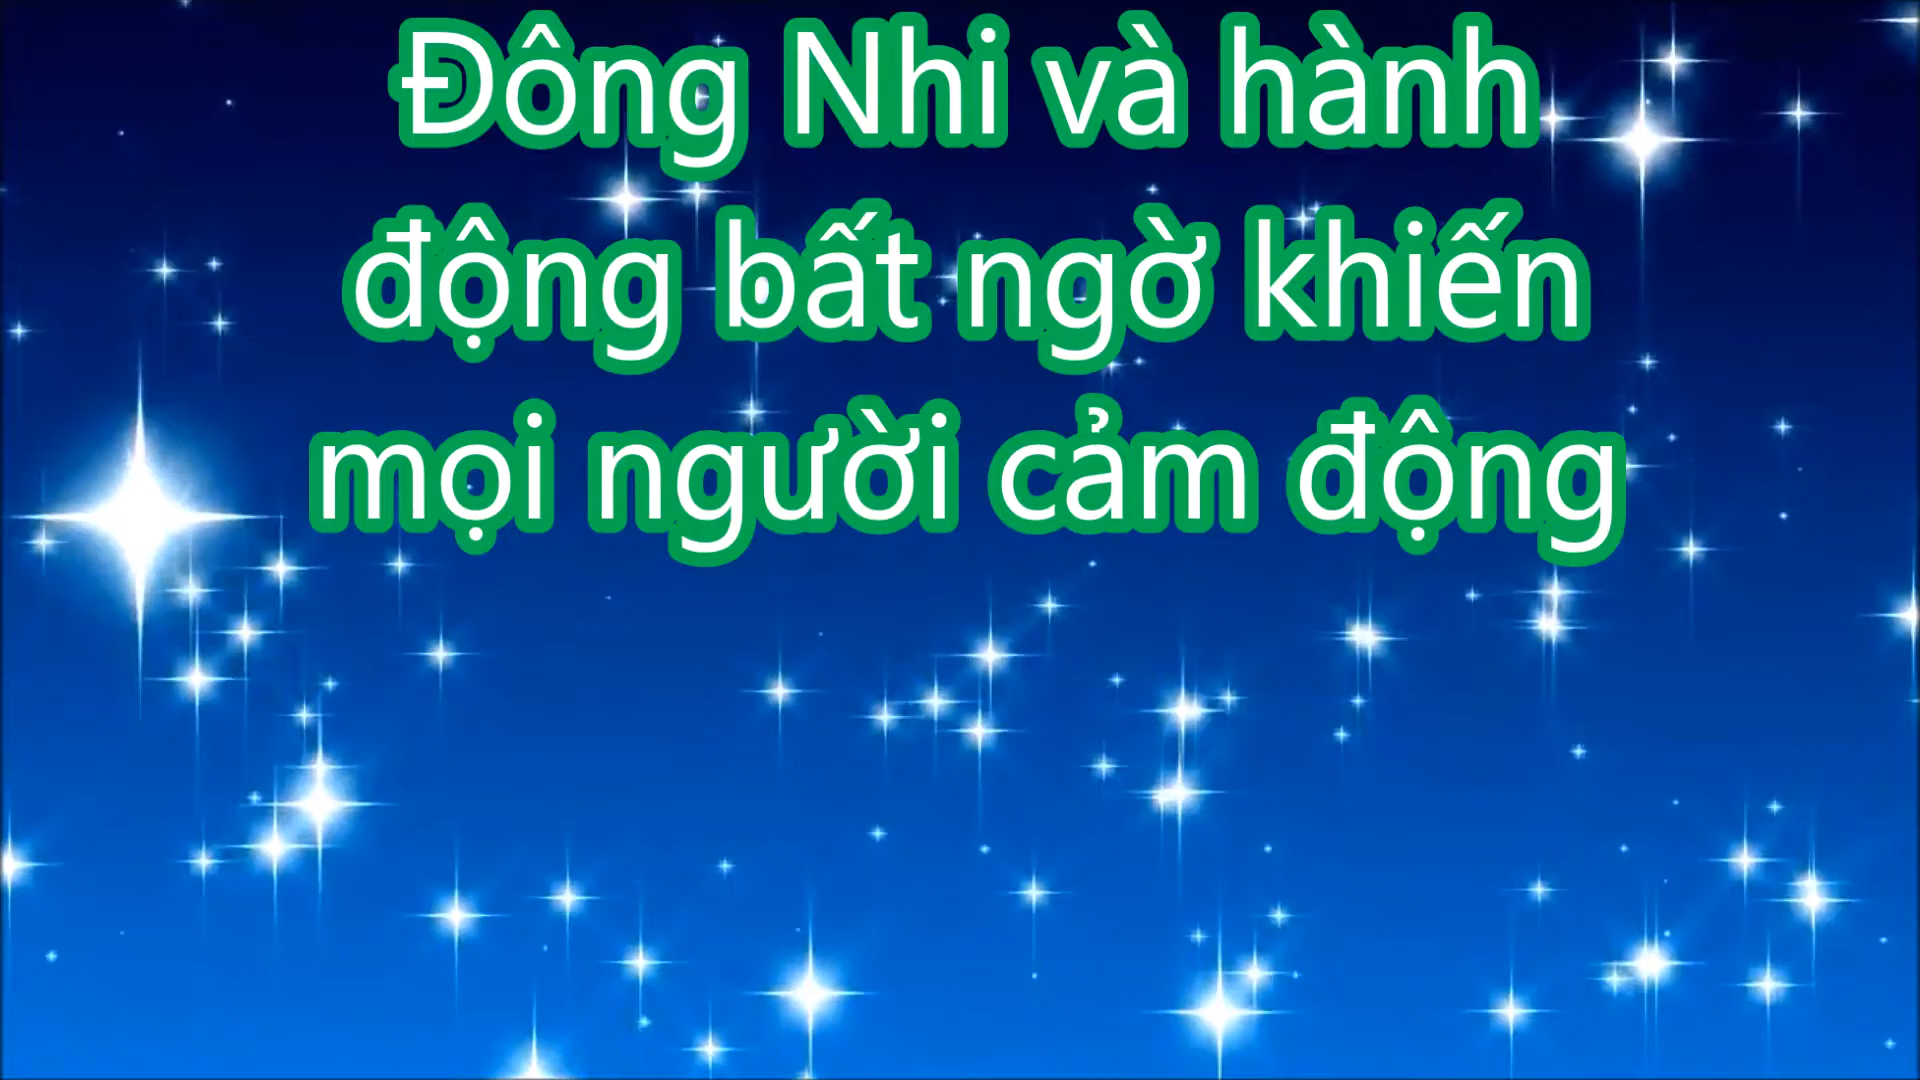 Đông Nhi và hành
động bất ngờ khiến
mọi người cảm động